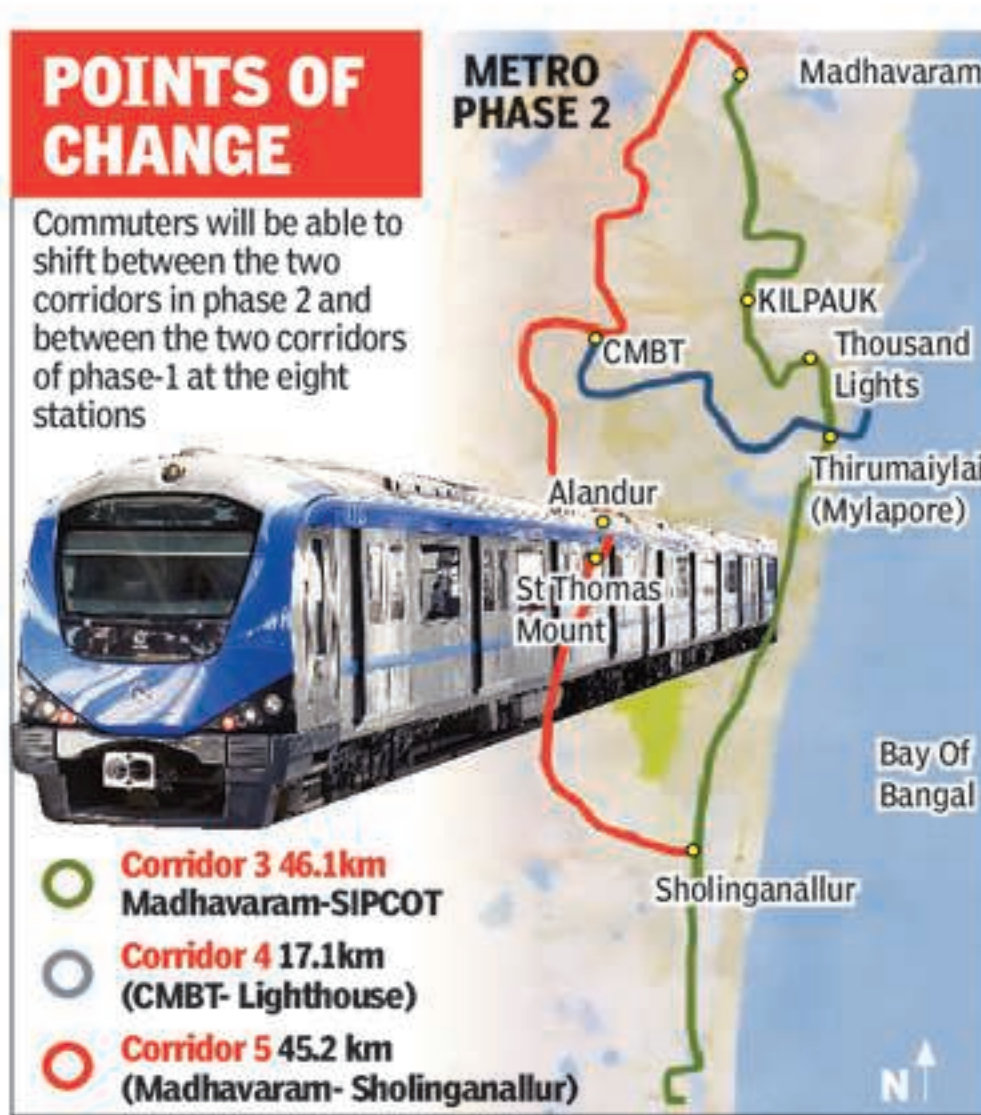 POINTS OF
CHANGE
Commuters will be able to
shift between the two
corridors in phase 2 and
between the two corridors
of phase-1 at the eight
stations
METRO
PHASE 2
Madhavaram
KILPAUK
CMBT
Thousand
Lights
Thirumaiylai
(Mylapore)
Alandur
St Thomas
Mount
Bay Of
Bangal
Sholinganallur
Corridor 3 46.1km
Madhavaram-SIPCOT
Corridor 4 17.1km
(CMBT- Lighthouse)
Corridor 5 45.2 km
(Madhavaram- Sholinganallur)
N